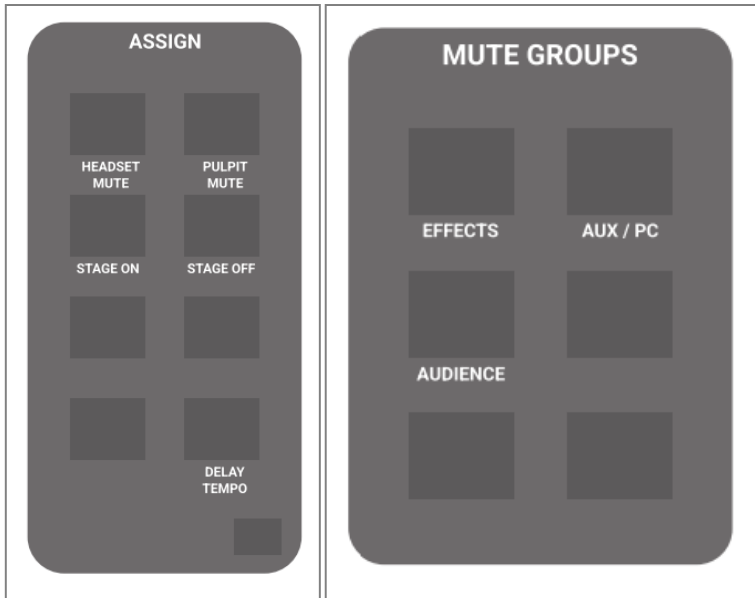 ASSIGN
HEADSET PULPIT
MUTE MUTE
STAGE ON STAGE OFF
DELAY
TEMPO
MUTE GROUPS
EFFECTS AUX / PC
AUDIENCE